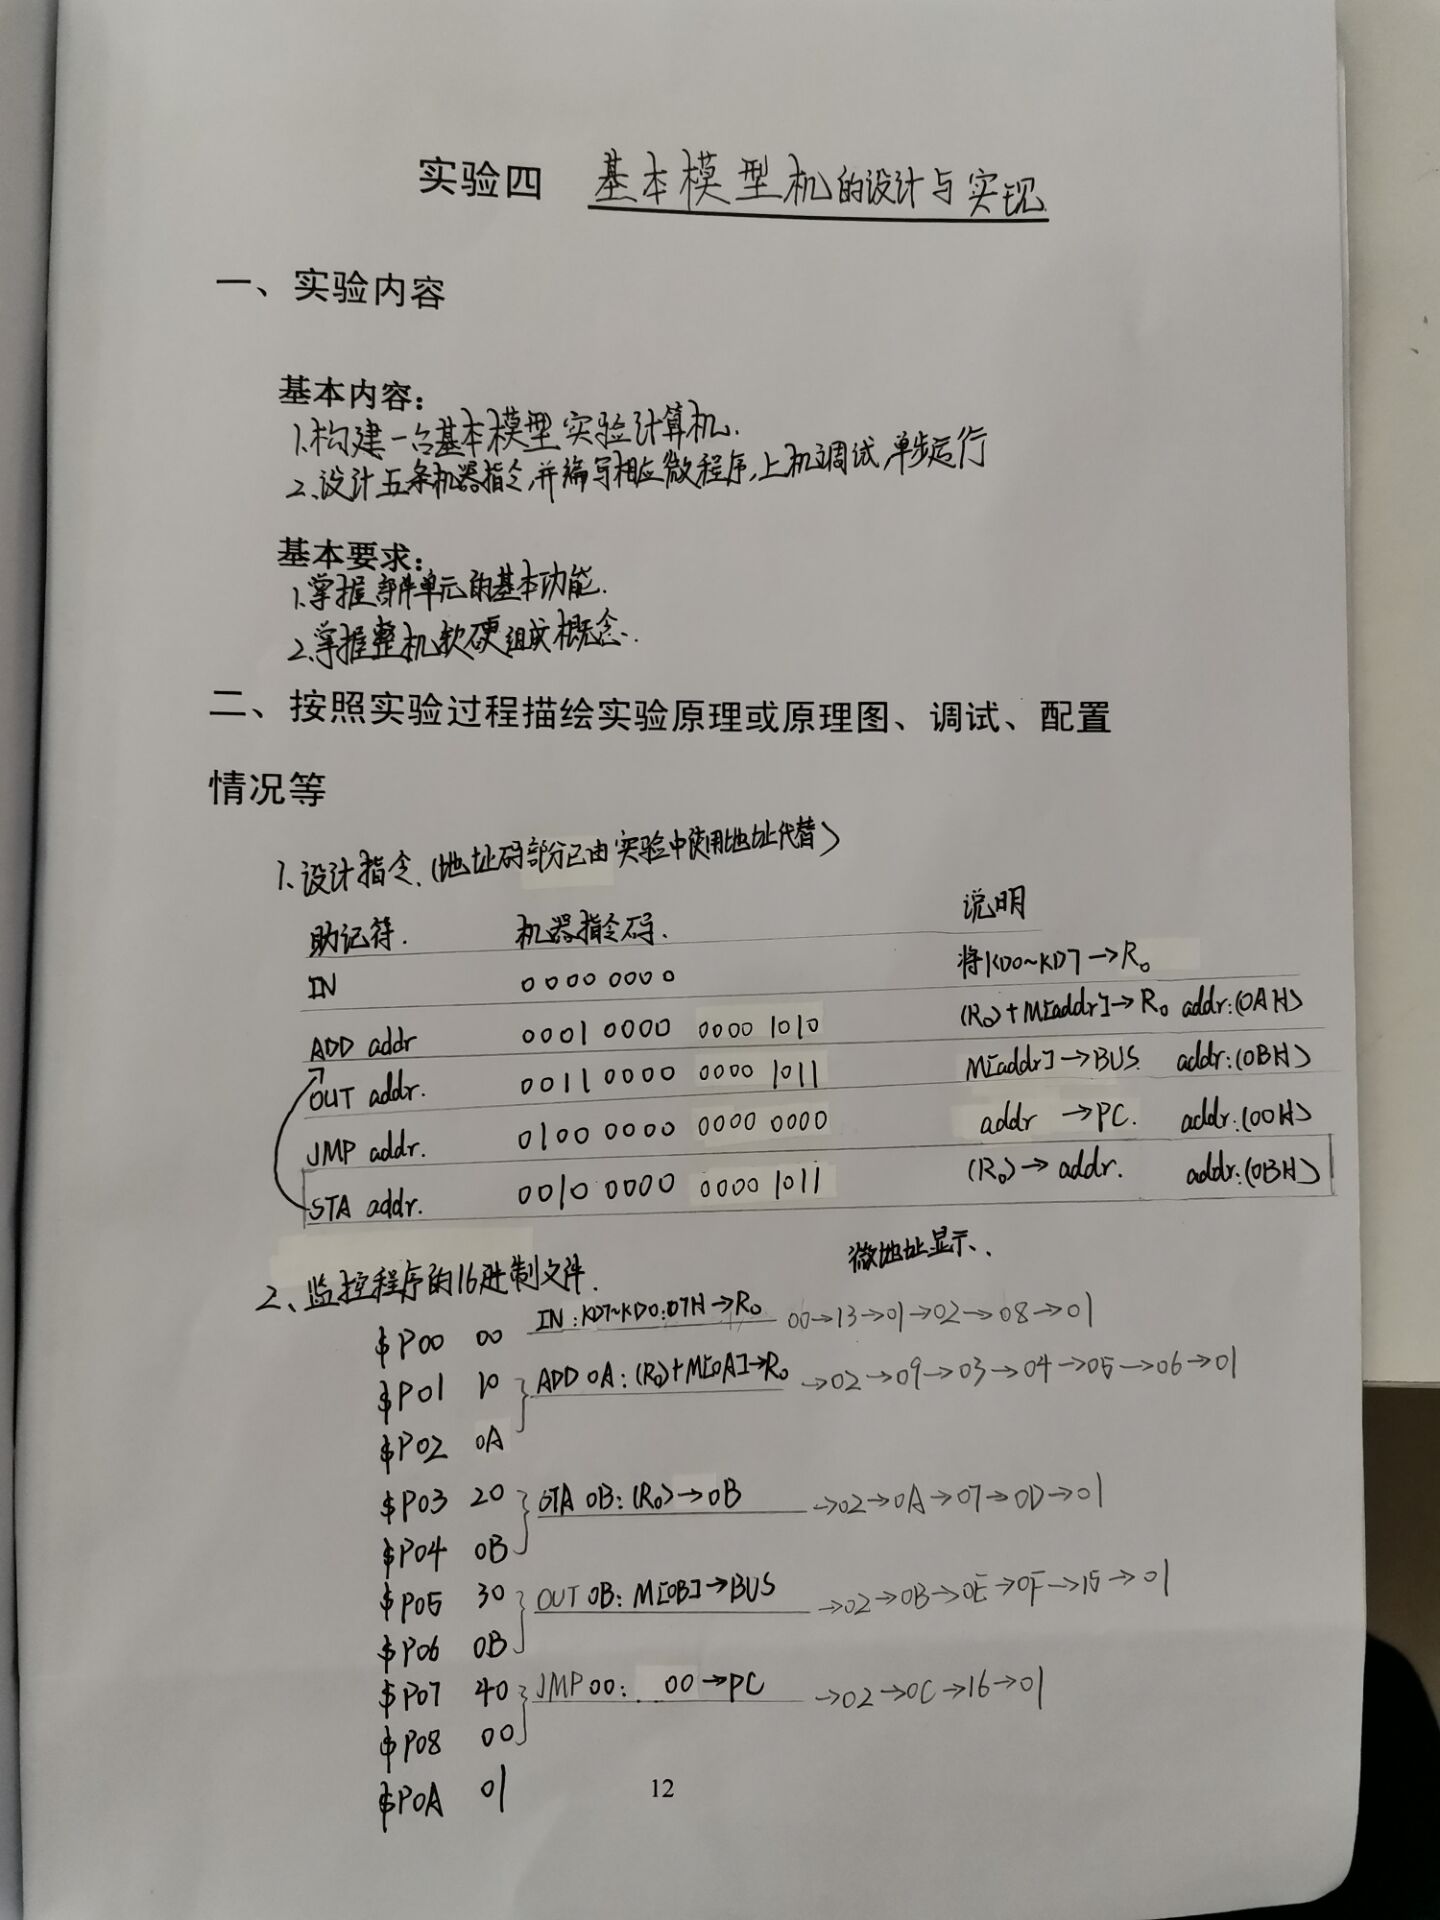 实验四 基本模型机的设计与实现
一、实验内容
基本内容：
1.构建一台基本模型实验计算机.
2.设计五条机器指令,并编写相应微程序,上机调试,单步运行
基本要求：
1.掌握部件单元的基本功能.
2.掌握整机软硬组成概念.
二、按照实验过程描绘实验原理或原理图、调试、配置
情况等
1.设计指令.(地址码部分已由实验中使用地址代替)
助记符. 机器指令码. 说明
IN 0000 0000 将KD0~KD7→R₀
ADD addr 0001 0000 0000 1010 (R₀)+M[addr]→R₀ addr:(0AH)
OUT addr. 0011 0000 0000 1011 M[addr]→BUS. addr:(0BH)
JMP addr. 0100 0000 0000 0000 addr →PC. addr:(00H)
STA addr. 0010 0000 0000 1011 (R₀)→addr. addr:(0BH)
微地址显示.
2、监控程序的16进制文件.
$P00 00 IN:KD7~KD0:07H→R₀ 00→13→01→02→08→01
$P01 10 ADD 0A:(R₀)+M[0A]→R₀ →02→09→03→04→05→06→01
$P02 0A
$P03 20 STA 0B:(R₀)→0B →02→0A→07→0D→01
$P04 0B
$P05 30 OUT 0B: M[0B]→BUS →02→0B→0E→0F→15→01
$P06 0B
$P07 40 JMP 00: 00→PC →02→0C→16→01
$P08 00
$P0A 01
12